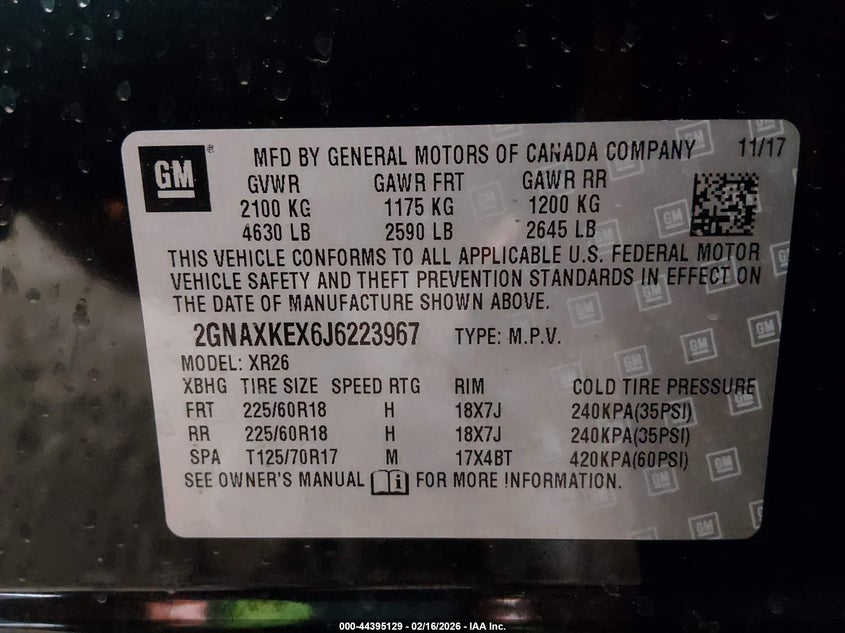 GM ® MFD BY GENERAL MOTORS OF CANADA COMPANY 11/17
GVWR GAWR FRT GAWR RR
2100 KG 1175 KG 1200 KG
4630 LB 2590 LB 2645 LB
THIS VEHICLE CONFORMS TO ALL APPLICABLE U.S. FEDERAL MOTOR
VEHICLE SAFETY AND THEFT PREVENTION STANDARDS IN EFFECT ON
THE DATE OF MANUFACTURE SHOWN ABOVE.
2GNAXKEX6J6223967 TYPE: M.P.V.
MODEL: XR26
XBHG TIRE SIZE SPEED RTG RIM COLD TIRE PRESSURE
FRT 225/60R18 H 18X7J 240KPA(35PSI)
RR 225/60R18 H 18X7J 240KPA(35PSI)
SPA T125/70R17 M 17X4BT 420KPA(60PSI)
SEE OWNER'S MANUAL i FOR MORE INFORMATION.
000-44395129 - 02/16/2026 - IAA Inc.